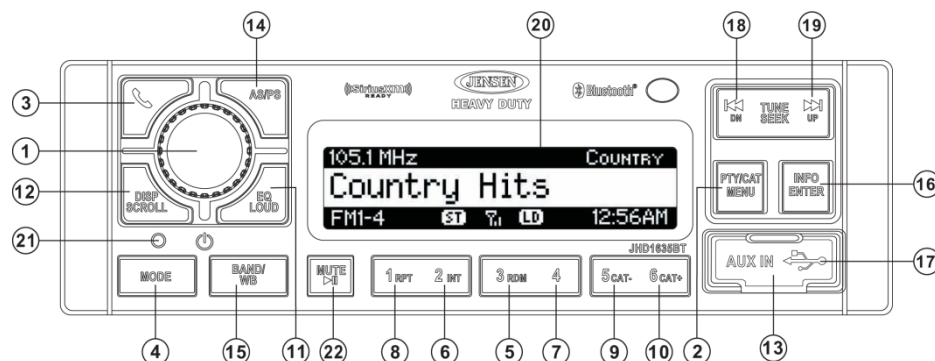 14 20 18 19
3
AS/PS
((SiriusXM))
READY
JENSEN
HEAVY DUTY
Bluetooth®
DN
TUNE
SEEK
UP
1
105.1 MHz COUNTRY
Country Hits
FM1-4 ST LD 12:56AM
12
DISP
SCROLL
EQ
LOUD
PTY/CAT
MENU
INFO
ENTER
16
21
JHD1635BT
MODE
BAND/
WB
MUTE
1 RPT 2 INT
3 RDM 4
5 CAT- 6 CAT+
AUX IN
17
4 15 11 22 8 6 5 7 9 10 2 13